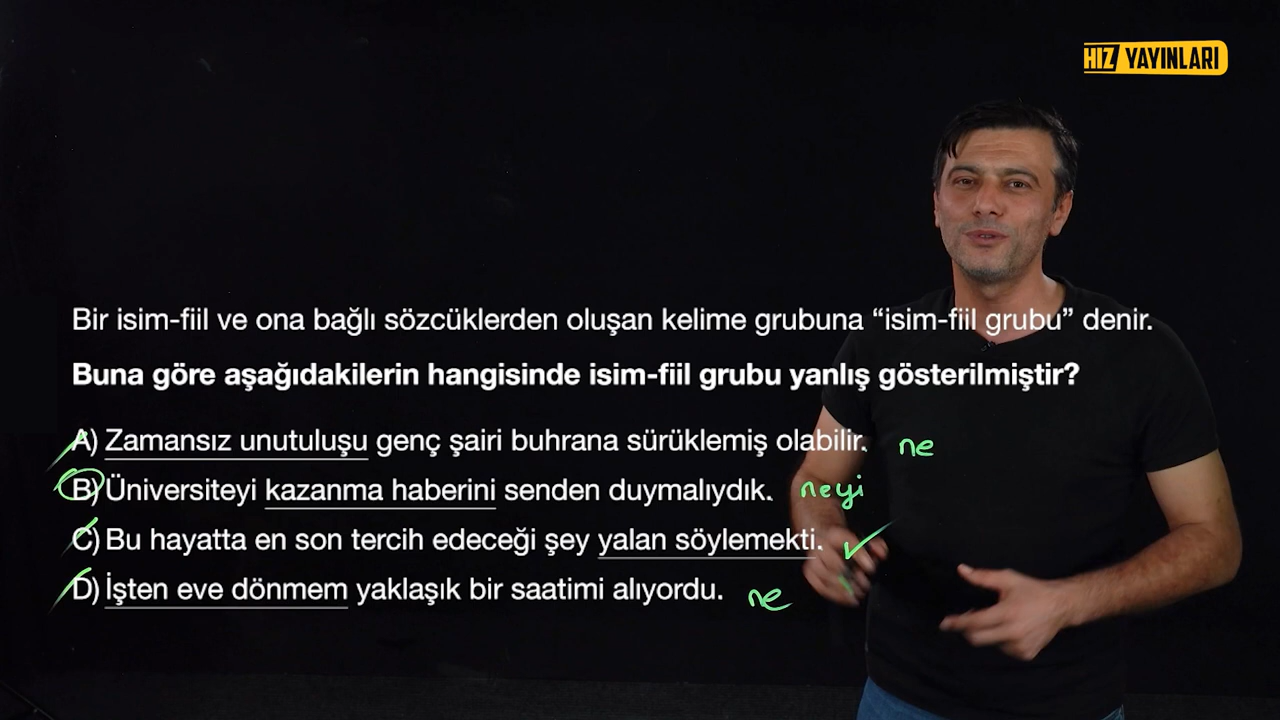 HIZ YAYINLARI
Bir isim-fiil ve ona bağlı sözcüklerden oluşan kelime grubuna “isim-fiil grubu” denir.
Buna göre aşağıdakilerin hangisinde isim-fiil grubu yanlış gösterilmiştir?
A) Zamansız unutuluşu genç şairi buhrana sürüklemiş olabilir. ne
B) Üniversiteyi kazanma haberini senden duymalıydık. neyi
C) Bu hayatta en son tercih edeceği şey yalan söylemekti.
D) İşten eve dönmem yaklaşık bir saatimi alıyordu. ne